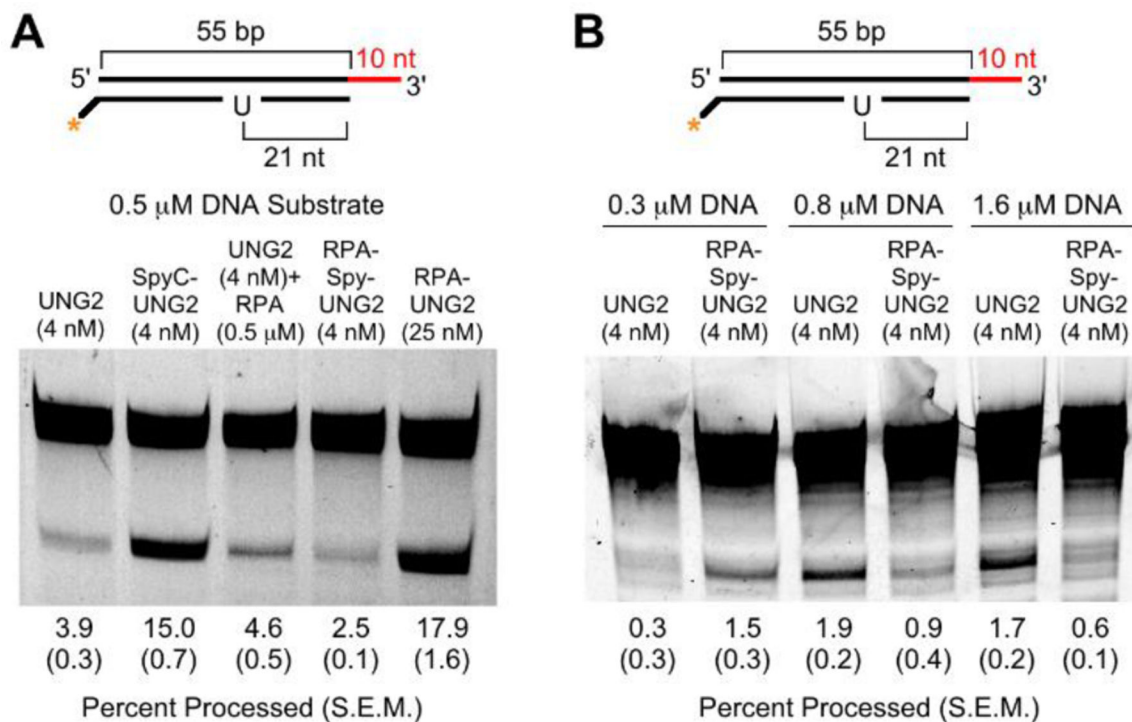 A
55 bp
10 nt
5'
3'
*
U
21 nt
0.5 μM DNA Substrate
UNG2
(4 nM)
SpyC-
UNG2
(4 nM)
UNG2
(4 nM)+
RPA
(0.5 μM)
RPA-
Spy-
UNG2
(4 nM)
RPA-
UNG2
(25 nM)
3.9 15.0 4.6 2.5 17.9
(0.3) (0.7) (0.5) (0.1) (1.6)
Percent Processed (S.E.M.)
B
55 bp
10 nt
5'
3'
*
U
21 nt
0.3 μM DNA 0.8 μM DNA 1.6 μM DNA
UNG2
(4 nM)
RPA-
Spy-
UNG2
(4 nM)
UNG2
(4 nM)
RPA-
Spy-
UNG2
(4 nM)
UNG2
(4 nM)
RPA-
Spy-
UNG2
(4 nM)
0.3 1.5 1.9 0.9 1.7 0.6
(0.3) (0.3) (0.2) (0.4) (0.2) (0.1)
Percent Processed (S.E.M.)